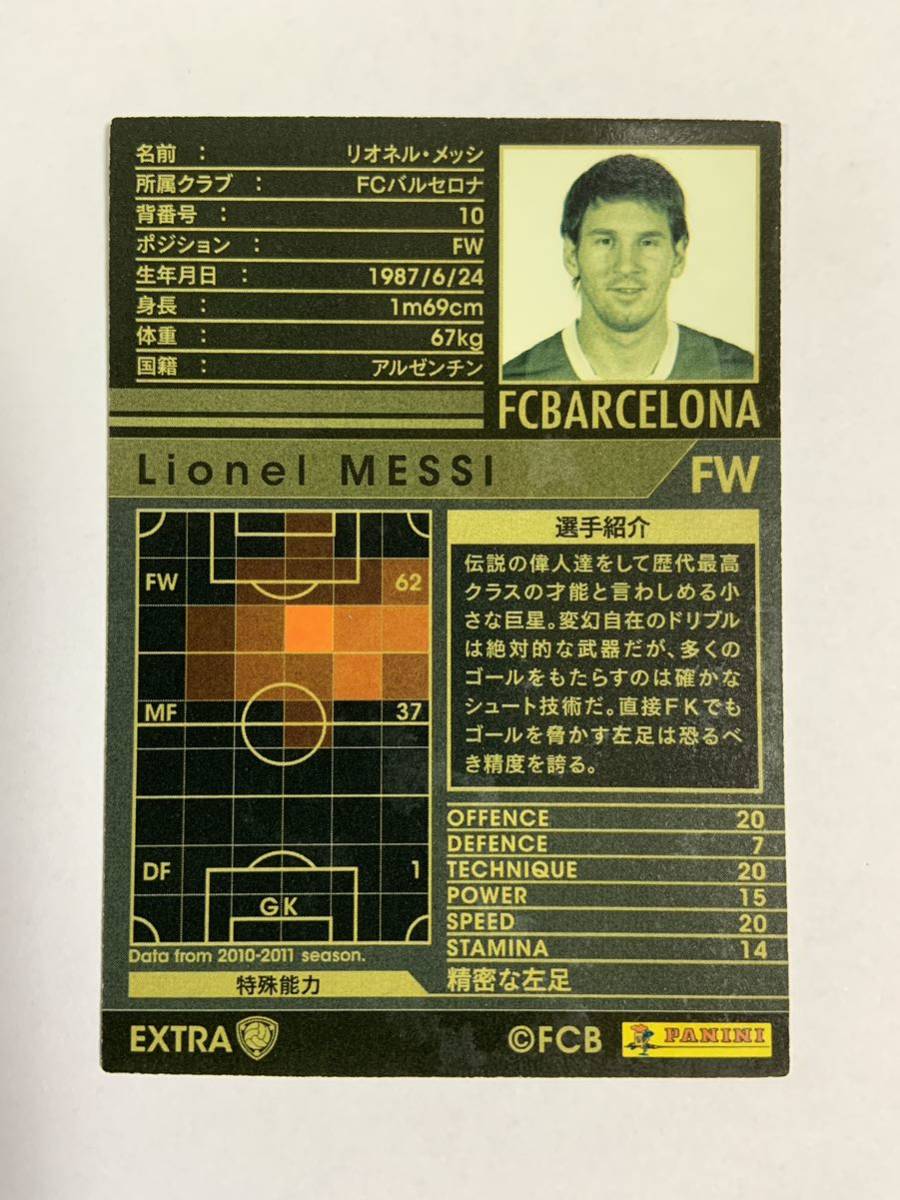 名前 : リオネル・メッシ
所属クラブ : FCバルセロナ
背番号 : 10
ポジション : FW
生年月日 : 1987/6/24
身長 : 1m69cm
体重 : 67kg
国籍 : アルゼンチン
FCBARCELONA
Lionel MESSI FW
FW 62
MF 37
DF 1
GK
Data from 2010-2011 season.
選手紹介
伝説の偉人達をして歴代最高
クラスの才能と言わしめる小
さな巨星。変幻自在のドリブル
は絶対的な武器だが、多くの
ゴールをもたらすのは確かな
シュート技術だ。直接FKでも
ゴールを脅かす左足は恐るべ
き精度を誇る。
OFFENCE 20
DEFENCE 7
TECHNIQUE 20
POWER 15
SPEED 20
STAMINA 14
特殊能力 精密な左足
EXTRA ©FCB PANINI